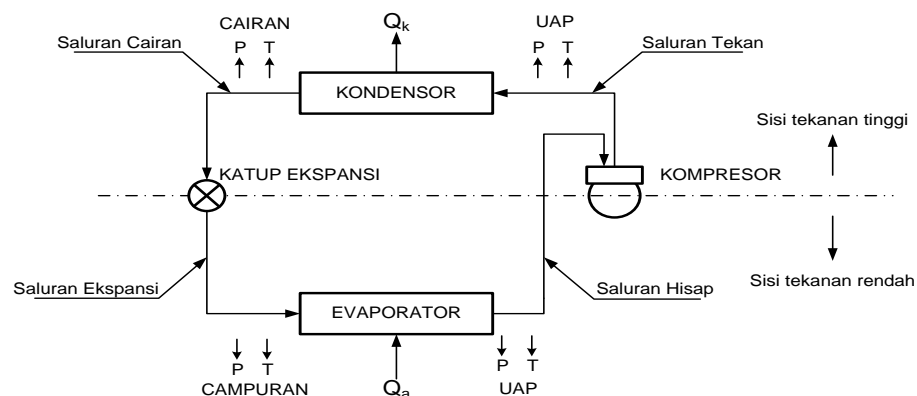 CAIRAN
P T
Saluran Cairan
Qk
UAP
P T
Saluran Tekan
KONDENSOR
Sisi tekanan tinggi
KATUP EKSPANSI
KOMPRESOR
Saluran Ekspansi
Saluran Hisap
Sisi tekanan rendah
EVAPORATOR
P T
CAMPURAN
Qa
P T
UAP